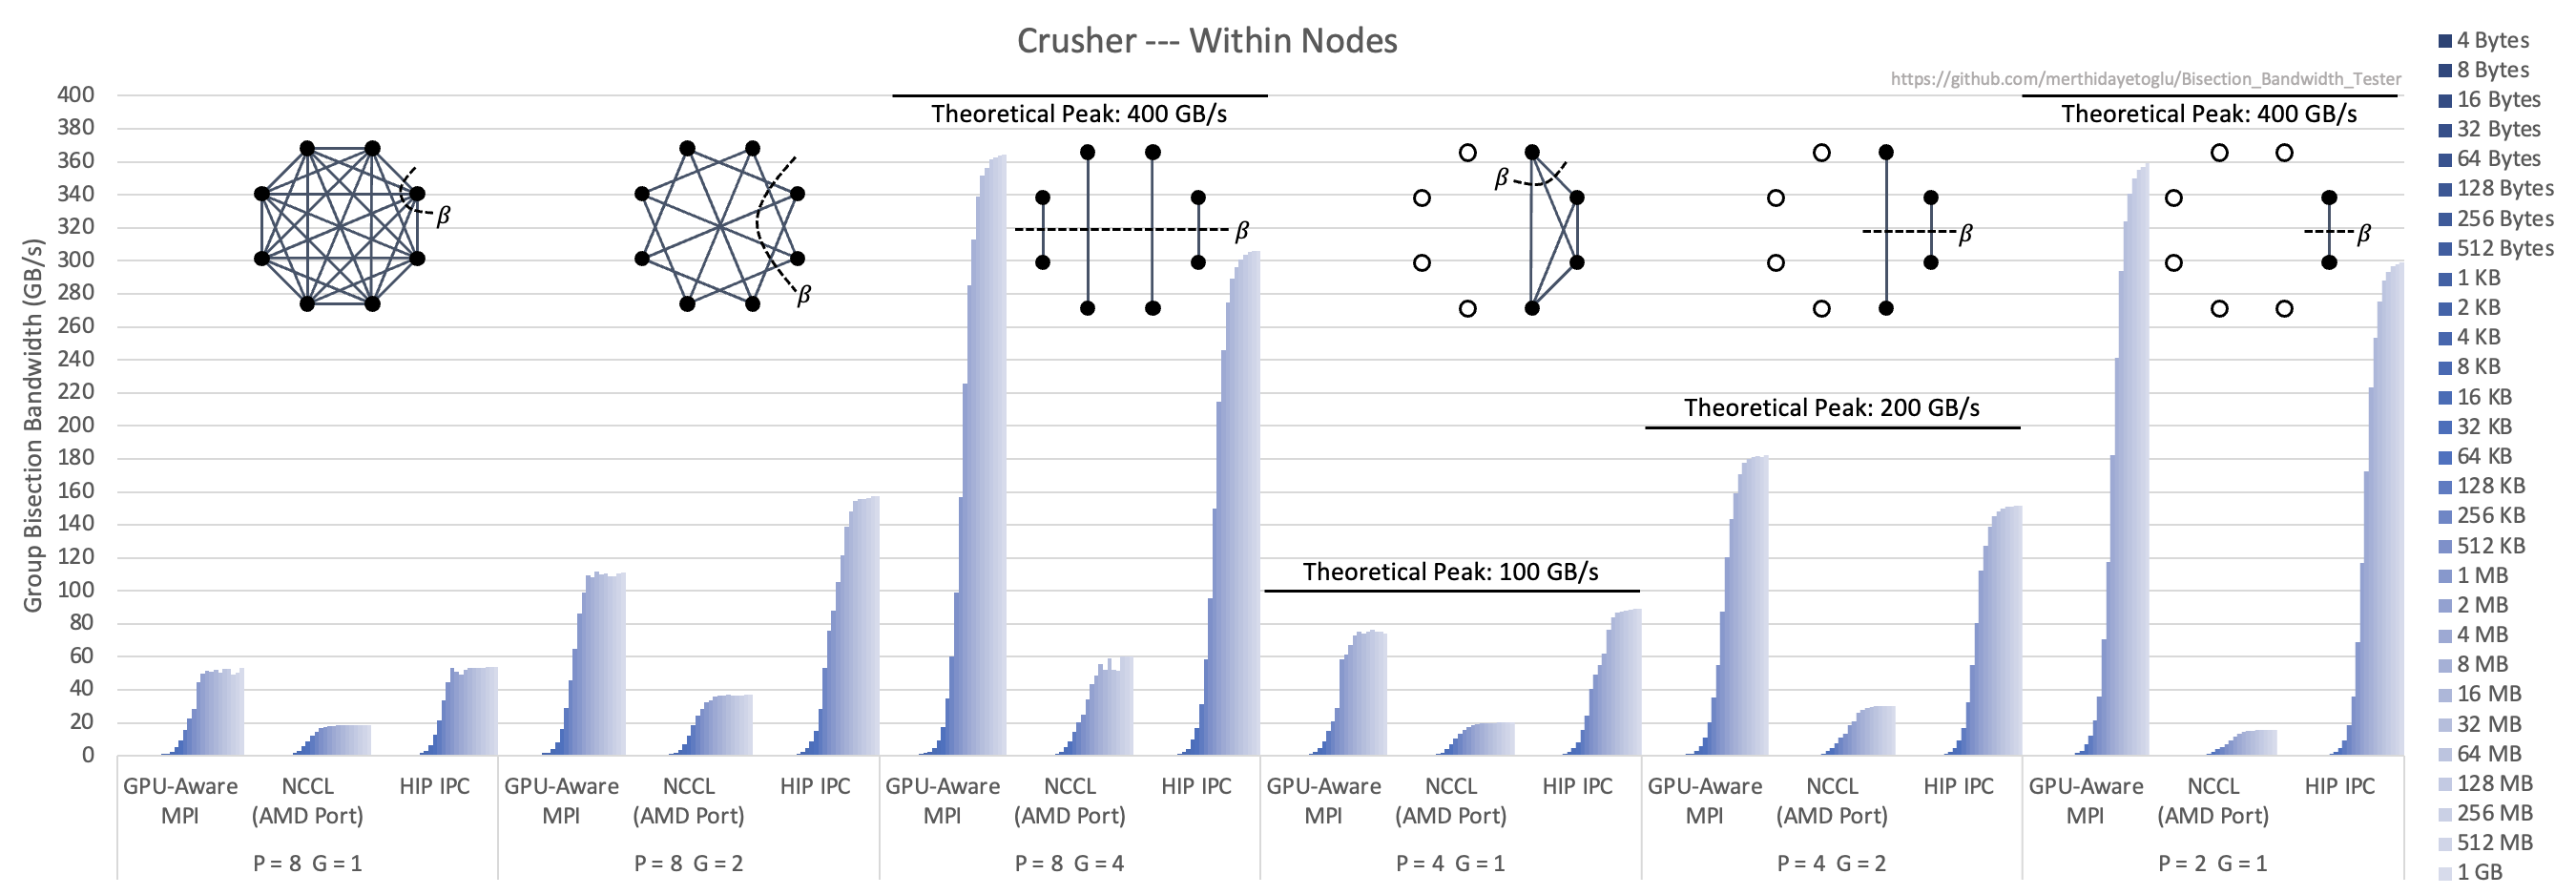 Crusher --- Within Nodes
https://github.com/merthidayetoglu/Bisection_Bandwidth_Tester
Group Bisection Bandwidth (GB/s)
400
380
360
340
320
300
280
260
240
220
200
180
160
140
120
100
80
60
40
20
0
Theoretical Peak: 400 GB/s
Theoretical Peak: 400 GB/s
Theoretical Peak: 200 GB/s
Theoretical Peak: 100 GB/s
β
β
β
β
β
β
GPU-Aware MPI
NCCL (AMD Port)
HIP IPC
GPU-Aware MPI
NCCL (AMD Port)
HIP IPC
GPU-Aware MPI
NCCL (AMD Port)
HIP IPC
GPU-Aware MPI
NCCL (AMD Port)
HIP IPC
GPU-Aware MPI
NCCL (AMD Port)
HIP IPC
GPU-Aware MPI
NCCL (AMD Port)
HIP IPC
P = 8 G = 1
P = 8 G = 2
P = 8 G = 4
P = 4 G = 1
P = 4 G = 2
P = 2 G = 1
4 Bytes
8 Bytes
16 Bytes
32 Bytes
64 Bytes
128 Bytes
256 Bytes
512 Bytes
1 KB
2 KB
4 KB
8 KB
16 KB
32 KB
64 KB
128 KB
256 KB
512 KB
1 MB
2 MB
4 MB
8 MB
16 MB
32 MB
64 MB
128 MB
256 MB
512 MB
1 GB